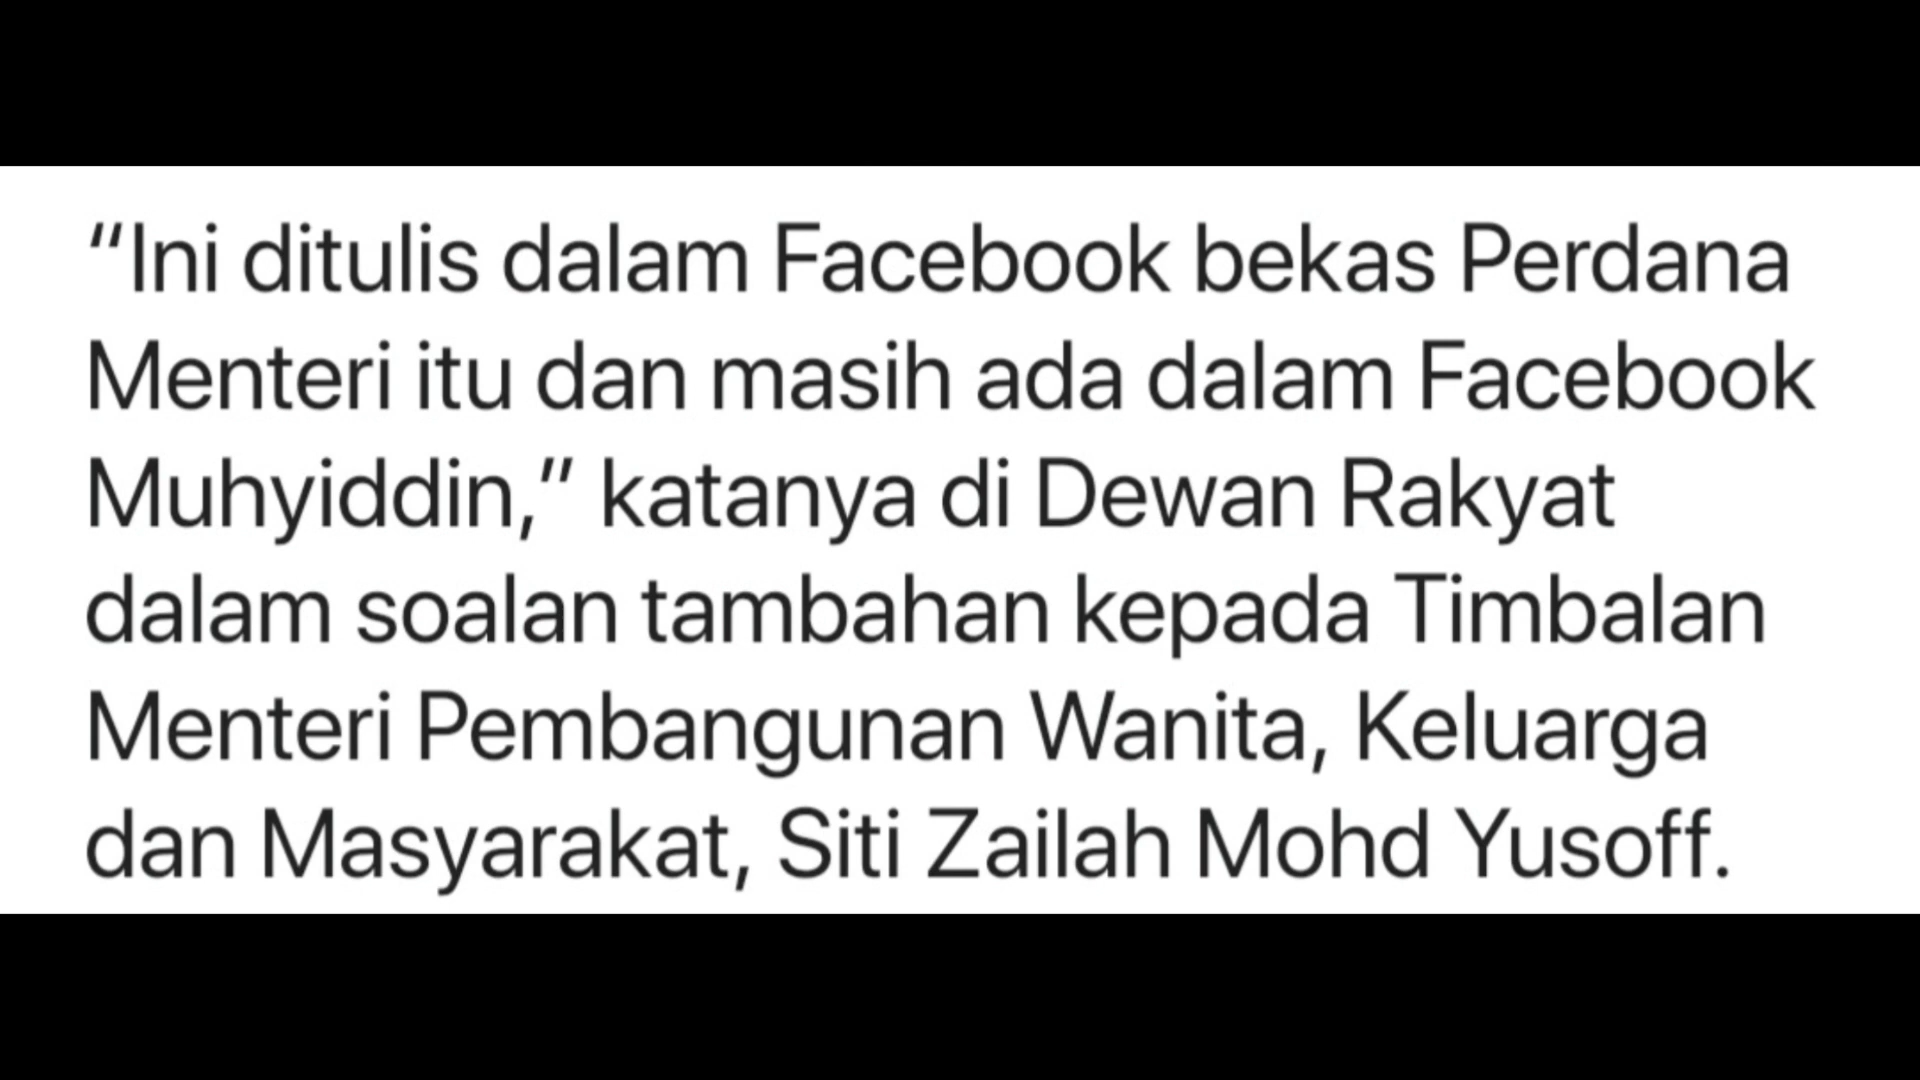 “Ini ditulis dalam Facebook bekas Perdana
Menteri itu dan masih ada dalam Facebook
Muhyiddin,” katanya di Dewan Rakyat
dalam soalan tambahan kepada Timbalan
Menteri Pembangunan Wanita, Keluarga
dan Masyarakat, Siti Zailah Mohd Yusoff.